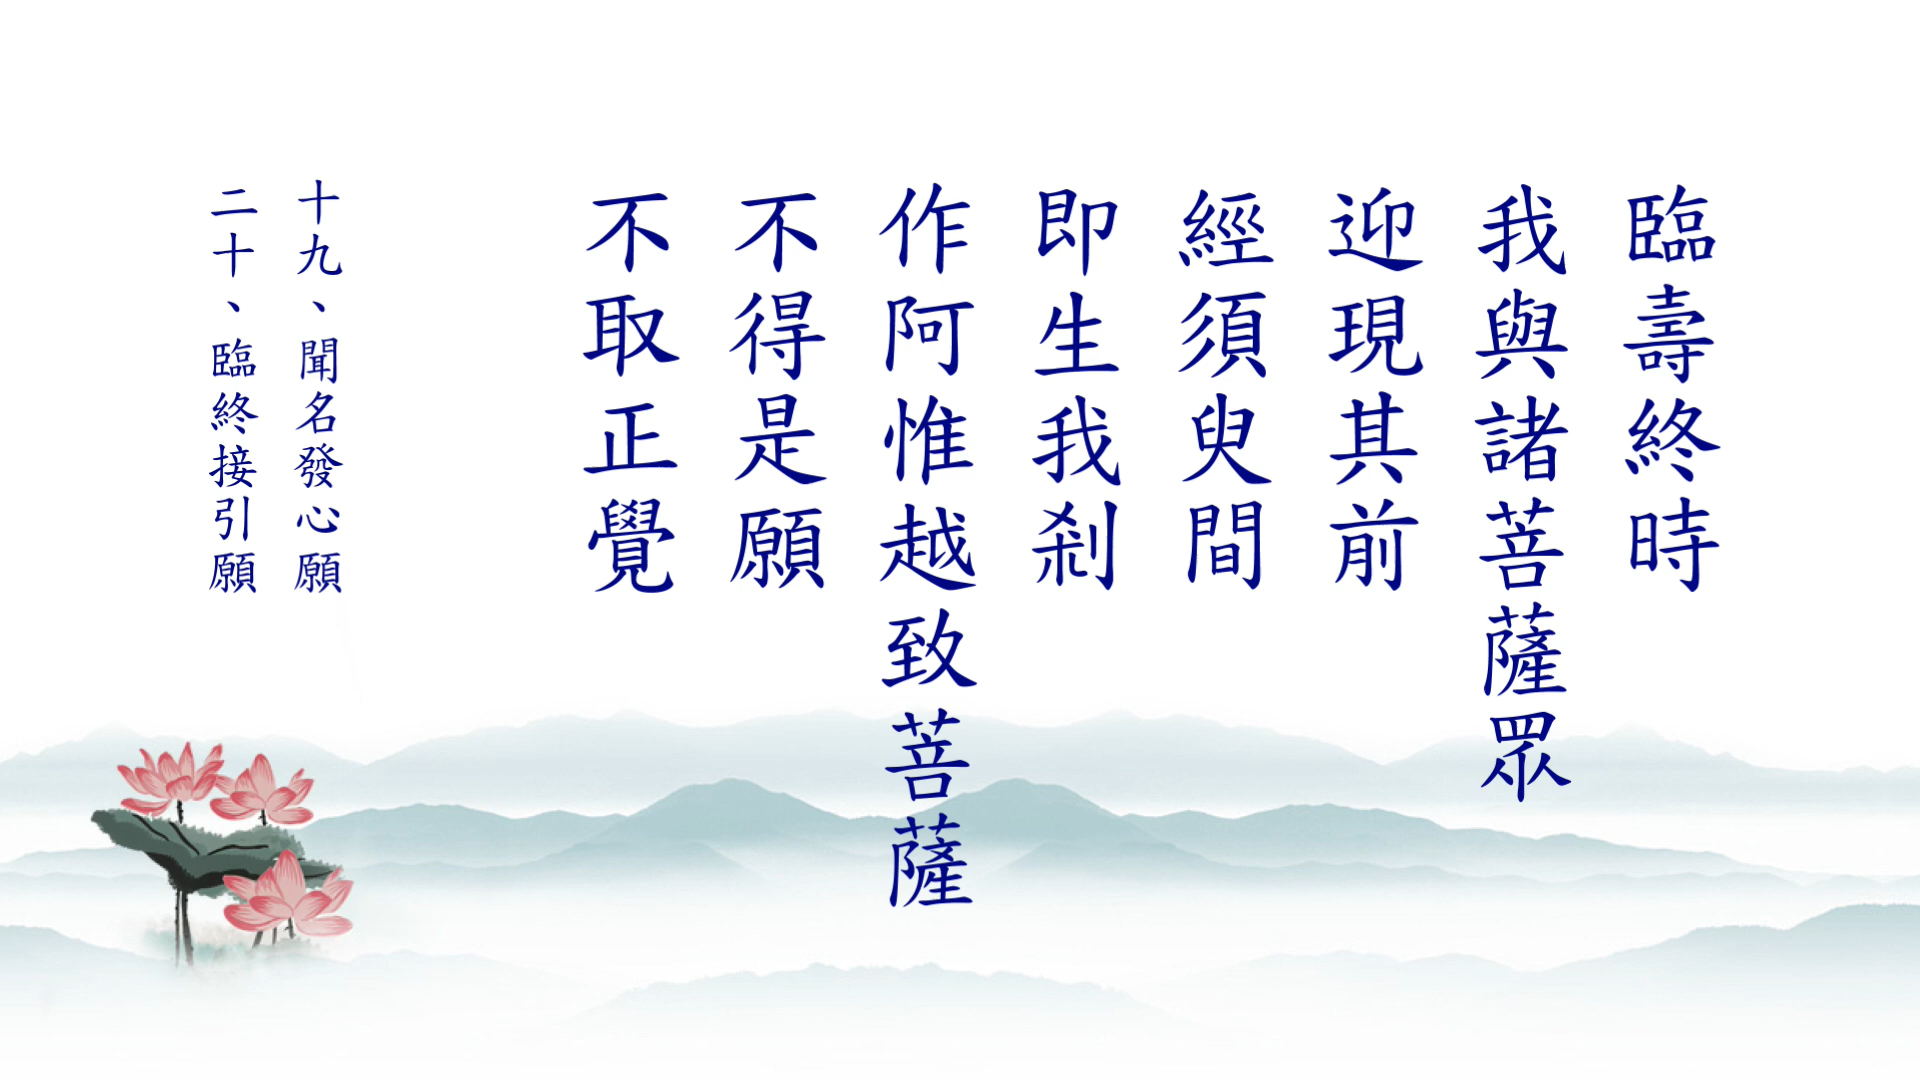 臨壽終時
我與諸菩薩眾
迎現其前
經須臾間
即生我剎
作阿惟越致菩薩
不得是願
不取正覺
十九、聞名發心願
二十、臨終接引願